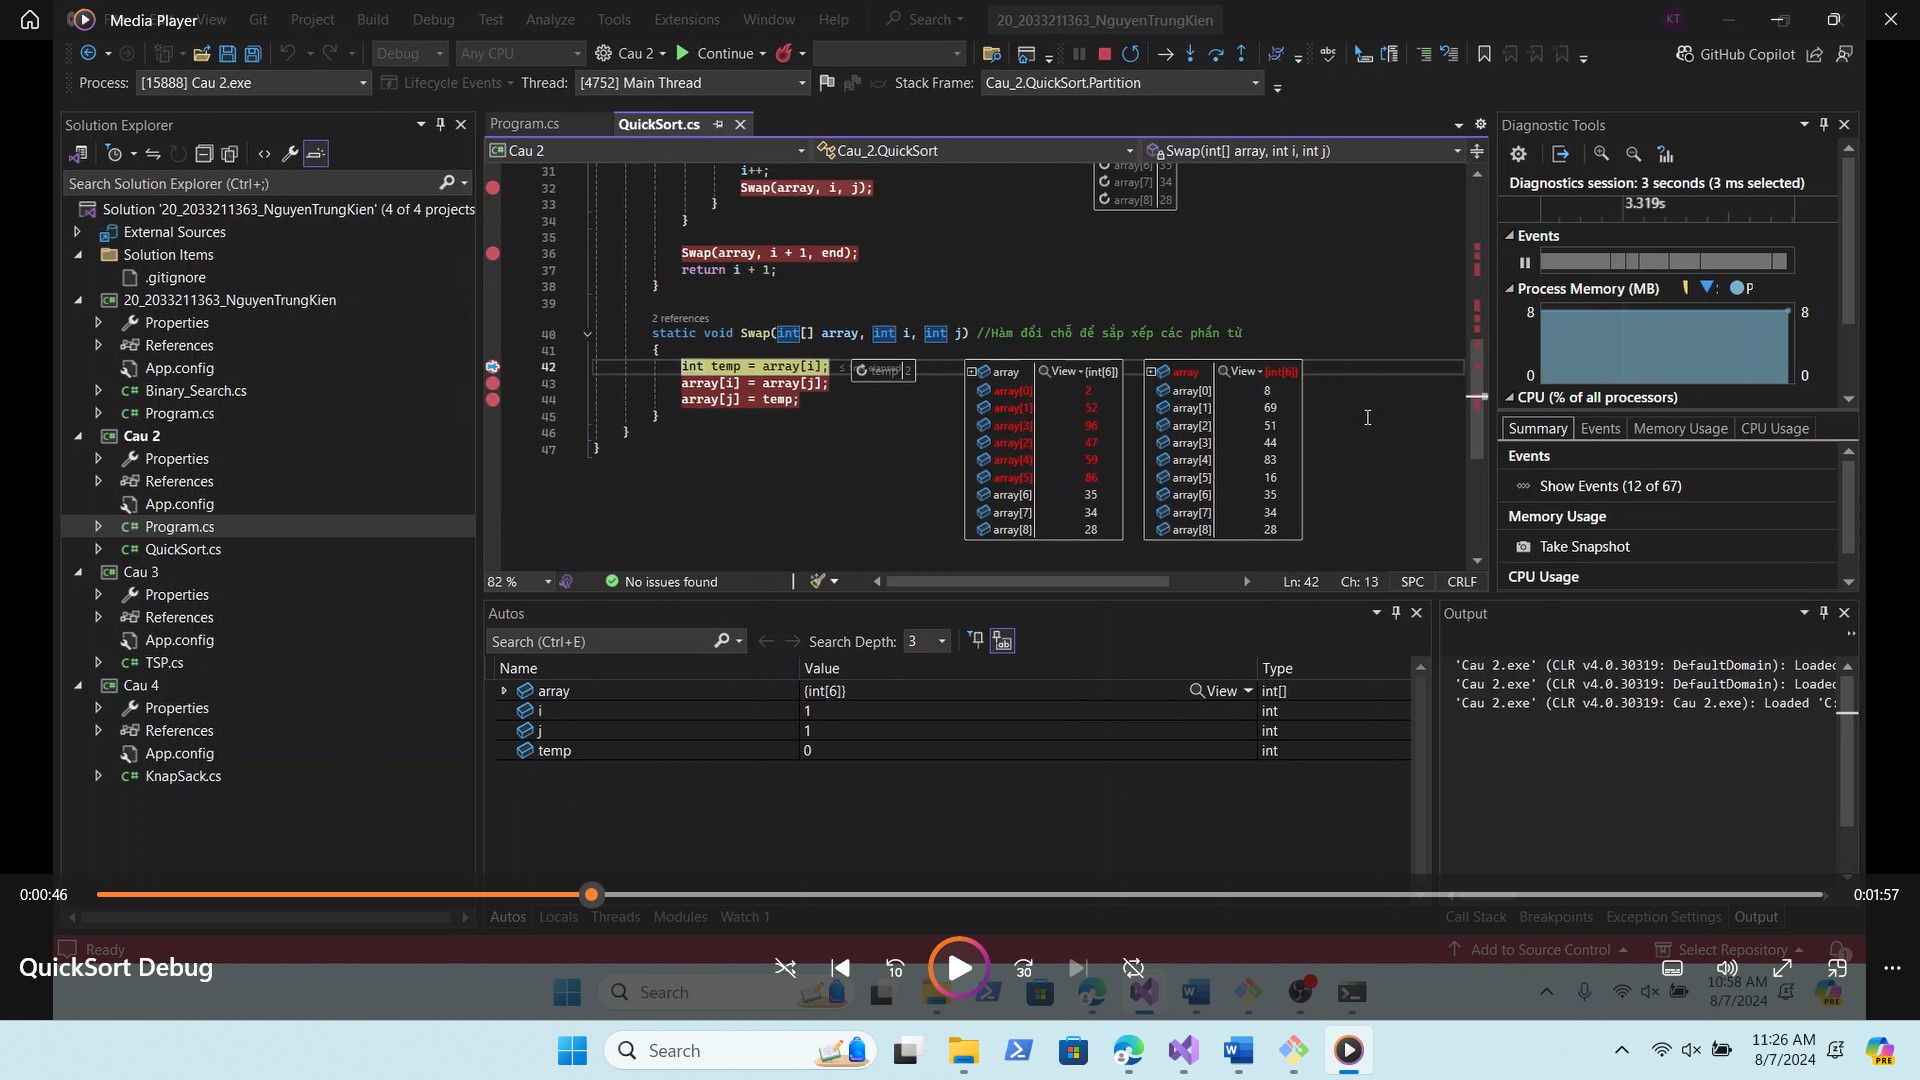 Media Player
View
Git
Project
Build
Debug
Test
Analyze
Tools
Extensions
Window
Help
Search
20_2033211363_NguyenTrungKien
KT
Debug
Any CPU
Cau 2
Continue
GitHub Copilot
Process:
[15888] Cau 2.exe
Lifecycle Events
Thread:
[4752] Main Thread
Stack Frame:
Cau_2.QuickSort.Partition
Solution Explorer
Search Solution Explorer (Ctrl+;)
Solution '20_2033211363_NguyenTrungKien' (4 of 4 projects
External Sources
Solution Items
.gitignore
20_2033211363_NguyenTrungKien
Properties
References
App.config
C# Binary_Search.cs
C# Program.cs
Cau 2
Properties
References
App.config
C# Program.cs
C# QuickSort.cs
Cau 3
Properties
References
App.config
C# TSP.cs
Cau 4
Properties
References
App.config
C# KnapSack.cs
Program.cs
QuickSort.cs
Cau 2
Cau_2.QuickSort
Swap(int[] array, int i, int j)
31 i++;
32 Swap(array, i, j);
33 }
34 }
35
36 Swap(array, i + 1, end);
37 return i + 1;
38 }
39
2 references
40 static void Swap(int[] array, int i, int j) //Hàm đổi chỗ để sắp xếp các phần tử
41 {
42 int temp = array[i];
43 array[i] = array[j];
44 array[j] = temp;
45 }
46 }
47 }
array[6] 35
array[7] 34
array[8] 28
temp 2
array View {int[6]}
array[0] 2
array[1] 52
array[3] 96
array[2] 47
array[4] 59
array[5] 86
array[6] 35
array[7] 34
array[8] 28
array View {int[6]}
array[0] 8
array[1] 69
array[2] 51
array[3] 44
array[4] 83
array[5] 16
array[6] 35
array[7] 34
array[8] 28
82 %
No issues found
Ln: 42
Ch: 13
SPC
CRLF
Autos
Search (Ctrl+E)
Search Depth:
3
Name Value Type
array {int[6]} View int[]
i 1 int
j 1 int
temp 0 int
Autos
Locals
Threads
Modules
Watch 1
Diagnostic Tools
Diagnostics session: 3 seconds (3 ms selected)
3.319s
Events
Process Memory (MB)
P
8 8
0 0
CPU (% of all processors)
Summary
Events
Memory Usage
CPU Usage
Events
Show Events (12 of 67)
Memory Usage
Take Snapshot
CPU Usage
Output
'Cau 2.exe' (CLR v4.0.30319: DefaultDomain): Loaded
'Cau 2.exe' (CLR v4.0.30319: DefaultDomain): Loaded
'Cau 2.exe' (CLR v4.0.30319: Cau 2.exe): Loaded 'C:
Call Stack
Breakpoints
Exception Settings
Output
0:00:46
0:01:57
Ready
Add to Source Control
Select Repository
QuickSort Debug
10
30
Search
10:58 AM
8/7/2024
PRE
Search
11:26 AM
8/7/2024
PRE